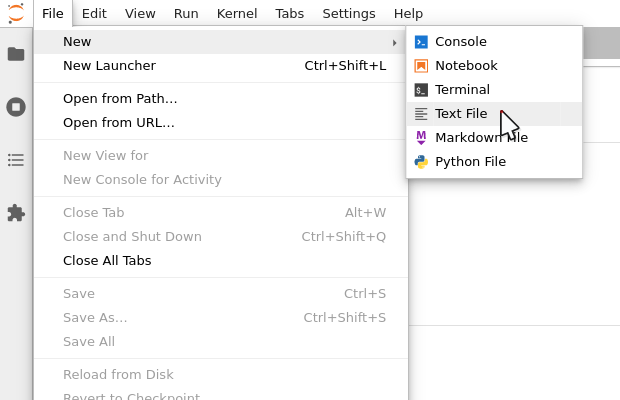 File Edit View Run Kernel Tabs Settings Help
New
New Launcher Ctrl+Shift+L
Open from Path…
Open from URL…
New View for
New Console for Activity
Close Tab Alt+W
Close and Shut Down Ctrl+Shift+Q
Close All Tabs
Save Ctrl+S
Save As… Ctrl+Shift+S
Save All
Reload from Disk
Revert to Checkpoint
Console
Notebook
Terminal
Text File
Markdown File
Python File